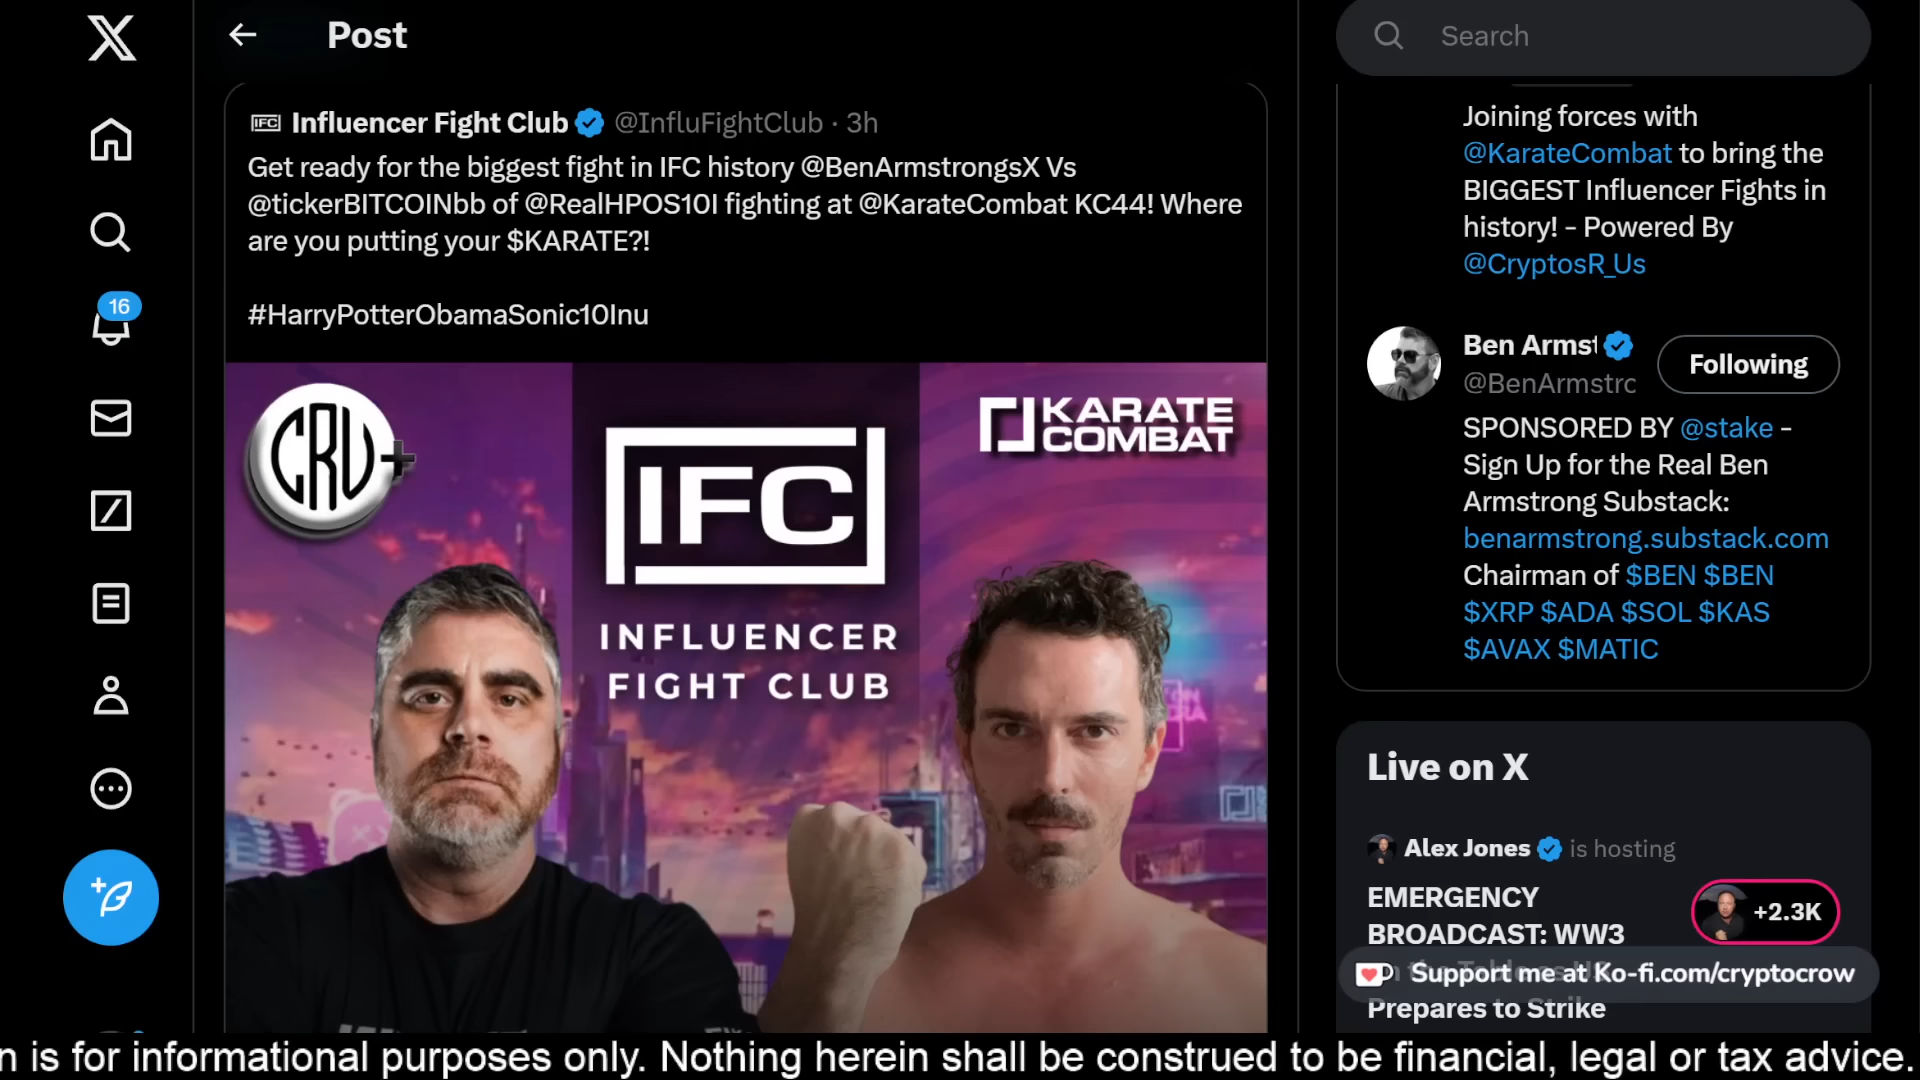 Post
Search
16
IFC Influencer Fight Club @InfluFightClub · 3h
Get ready for the biggest fight in IFC history @BenArmstrongsX Vs
@tickerBITCOINbb of @RealHPOS10I fighting at @KarateCombat KC44! Where
are you putting your $KARATE?!
#HarryPotterObamaSonic10Inu
CRU+
IFC
INFLUENCER
FIGHT CLUB
KARATE
COMBAT
Joining forces with
@KarateCombat to bring the
BIGGEST Influencer Fights in
history! - Powered By
@CryptosR_Us
Ben Armst
@BenArmstrc
Following
SPONSORED BY @stake -
Sign Up for the Real Ben
Armstrong Substack:
benarmstrong.substack.com
Chairman of $BEN $BEN
$XRP $ADA $SOL $KAS
$AVAX $MATIC
Live on X
Alex Jones is hosting
EMERGENCY
BROADCAST: WW3
+2.3K
Support me at Ko-fi.com/cryptocrow
Prepares to Strike
n is for informational purposes only. Nothing herein shall be construed to be financial, legal or tax advice.